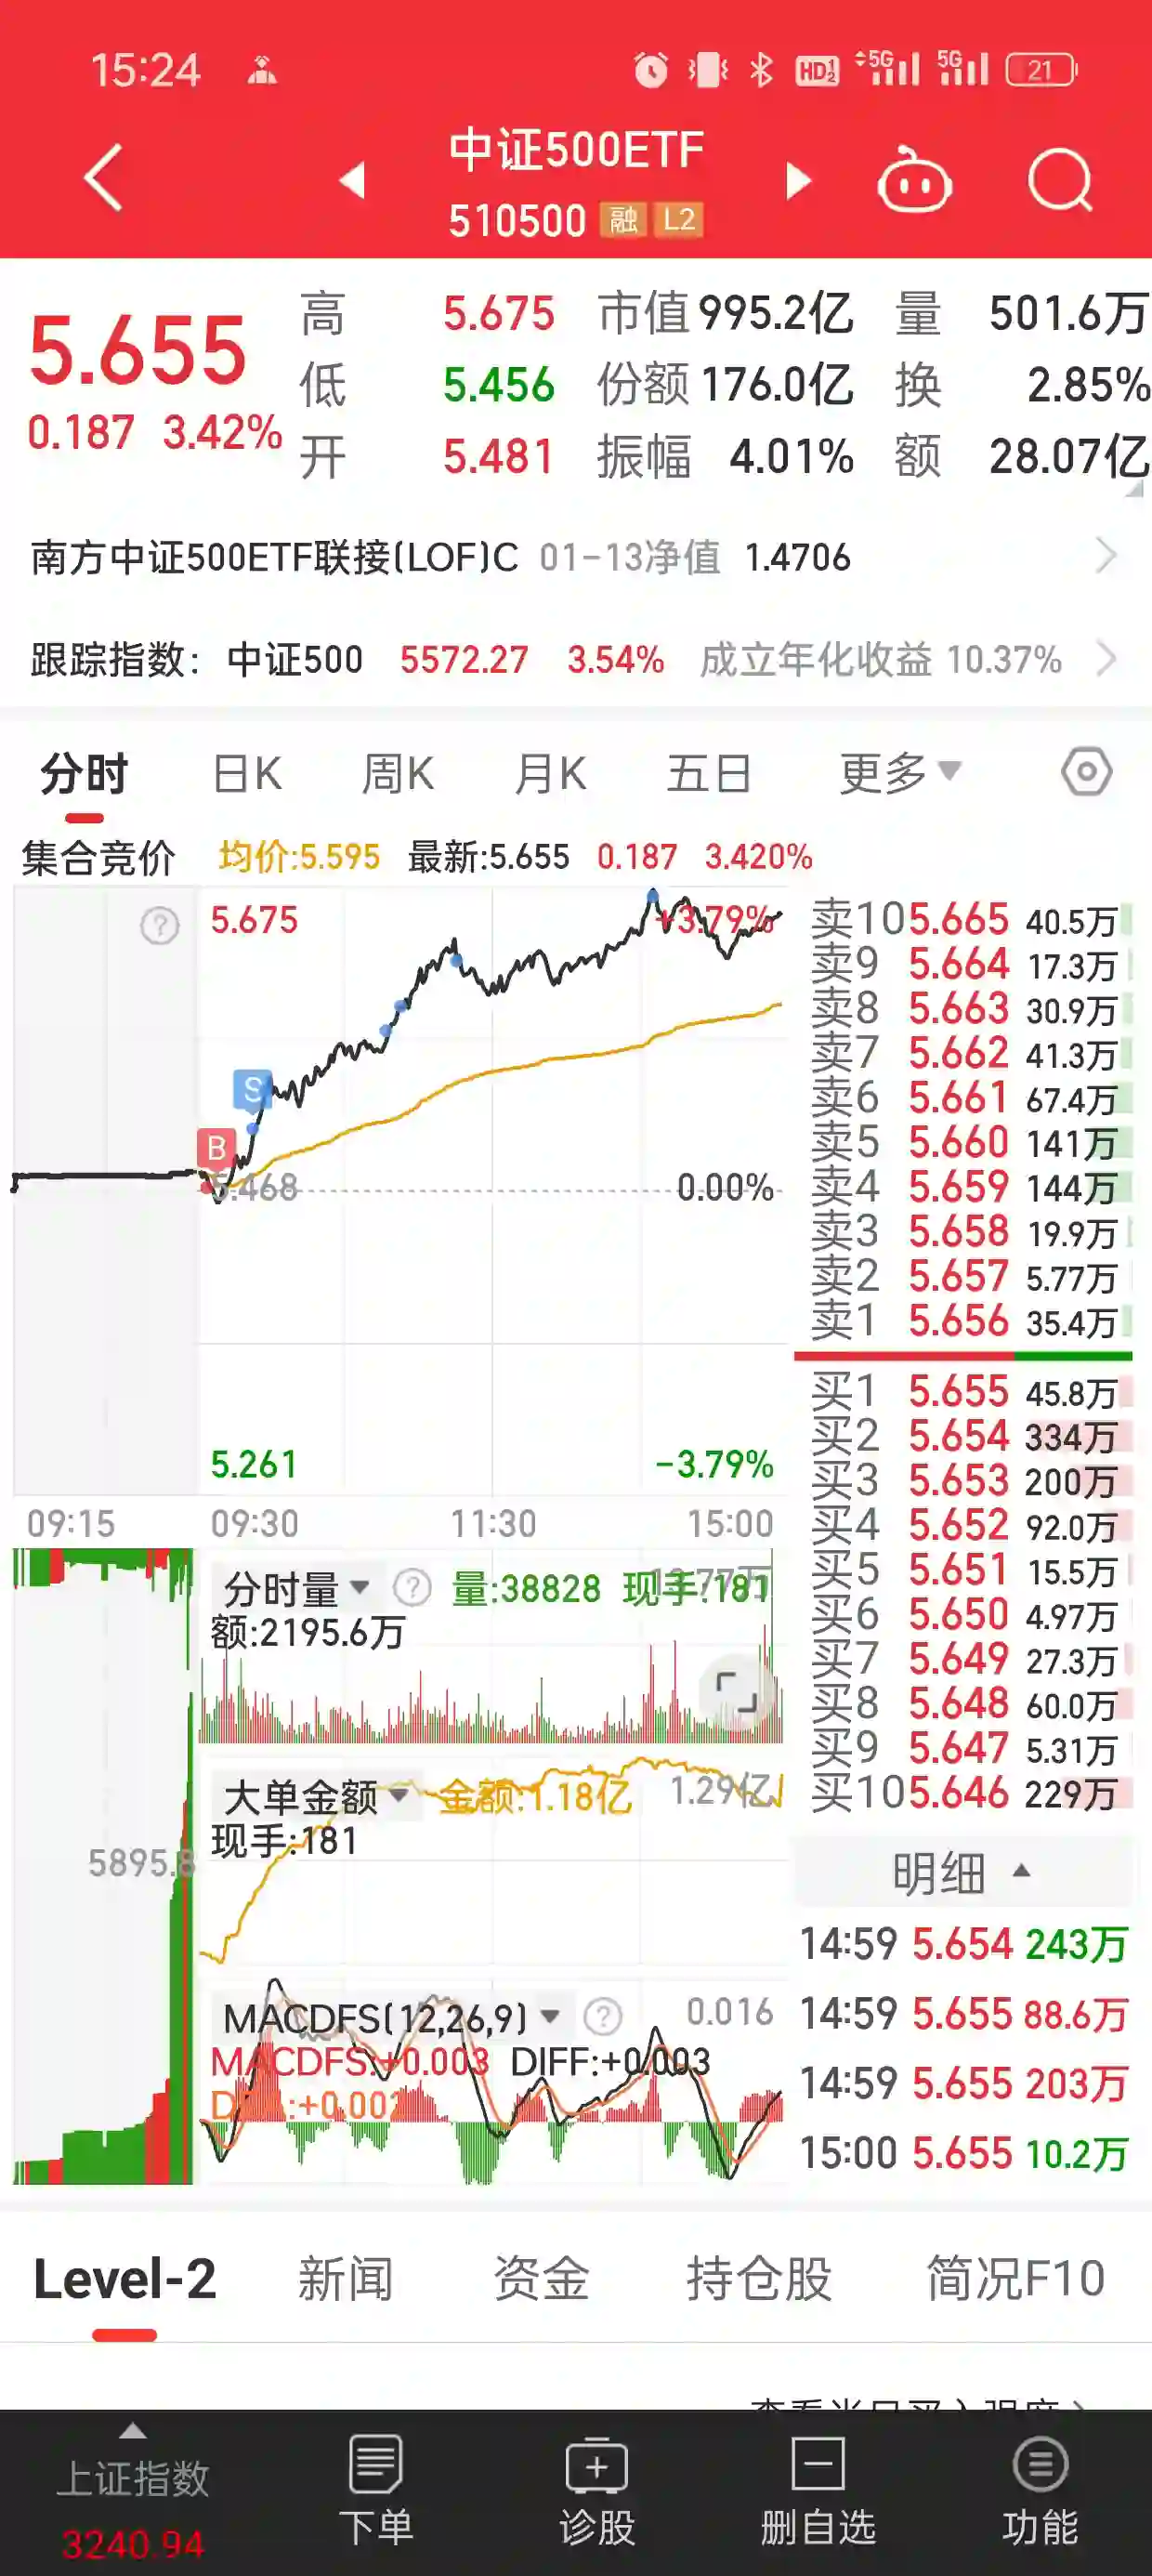 15:24 HD 5G 5G 21
中证500ETF
510500 融 L2
5.655
0.187 3.42%
高 5.675 市值 995.2亿 量 501.6万
低 5.456 份额 176.0亿 换 2.85%
开 5.481 振幅 4.01% 额 28.07亿
南方中证500ETF联接(LOF)C 01-13净值 1.4706
跟踪指数: 中证500 5572.27 3.54% 成立年化收益 10.37%
分时 日K 周K 月K 五日 更多
集合竞价 均价:5.595 最新:5.655 0.187 3.420%
5.675 +3.79%
S
B
5.468 0.00%
5.261 -3.79%
09:15 09:30 11:30 15:00
卖10 5.665 40.5万
卖9 5.664 17.3万
卖8 5.663 30.9万
卖7 5.662 41.3万
卖6 5.661 67.4万
卖5 5.660 141万
卖4 5.659 144万
卖3 5.658 19.9万
卖2 5.657 5.77万
卖1 5.656 35.4万
买1 5.655 45.8万
买2 5.654 334万
买3 5.653 200万
买4 5.652 92.0万
买5 5.651 15.5万
买6 5.650 4.97万
买7 5.649 27.3万
买8 5.648 60.0万
买9 5.647 5.31万
买10 5.646 229万
分时量 量:38828 现手:181
额:2195.6万
大单金额 金额:1.18亿 1.29亿
现手:181
5895.8
MACDFS(12,26,9) 0.016
MACDFS:+0.003 DIFF:+0.003
明细
14:59 5.654 243万
14:59 5.655 88.6万
14:59 5.655 203万
15:00 5.655 10.2万
Level-2 新闻 资金 持仓股 简况F10
上证指数
3240.94
下单 诊股 删自选 功能